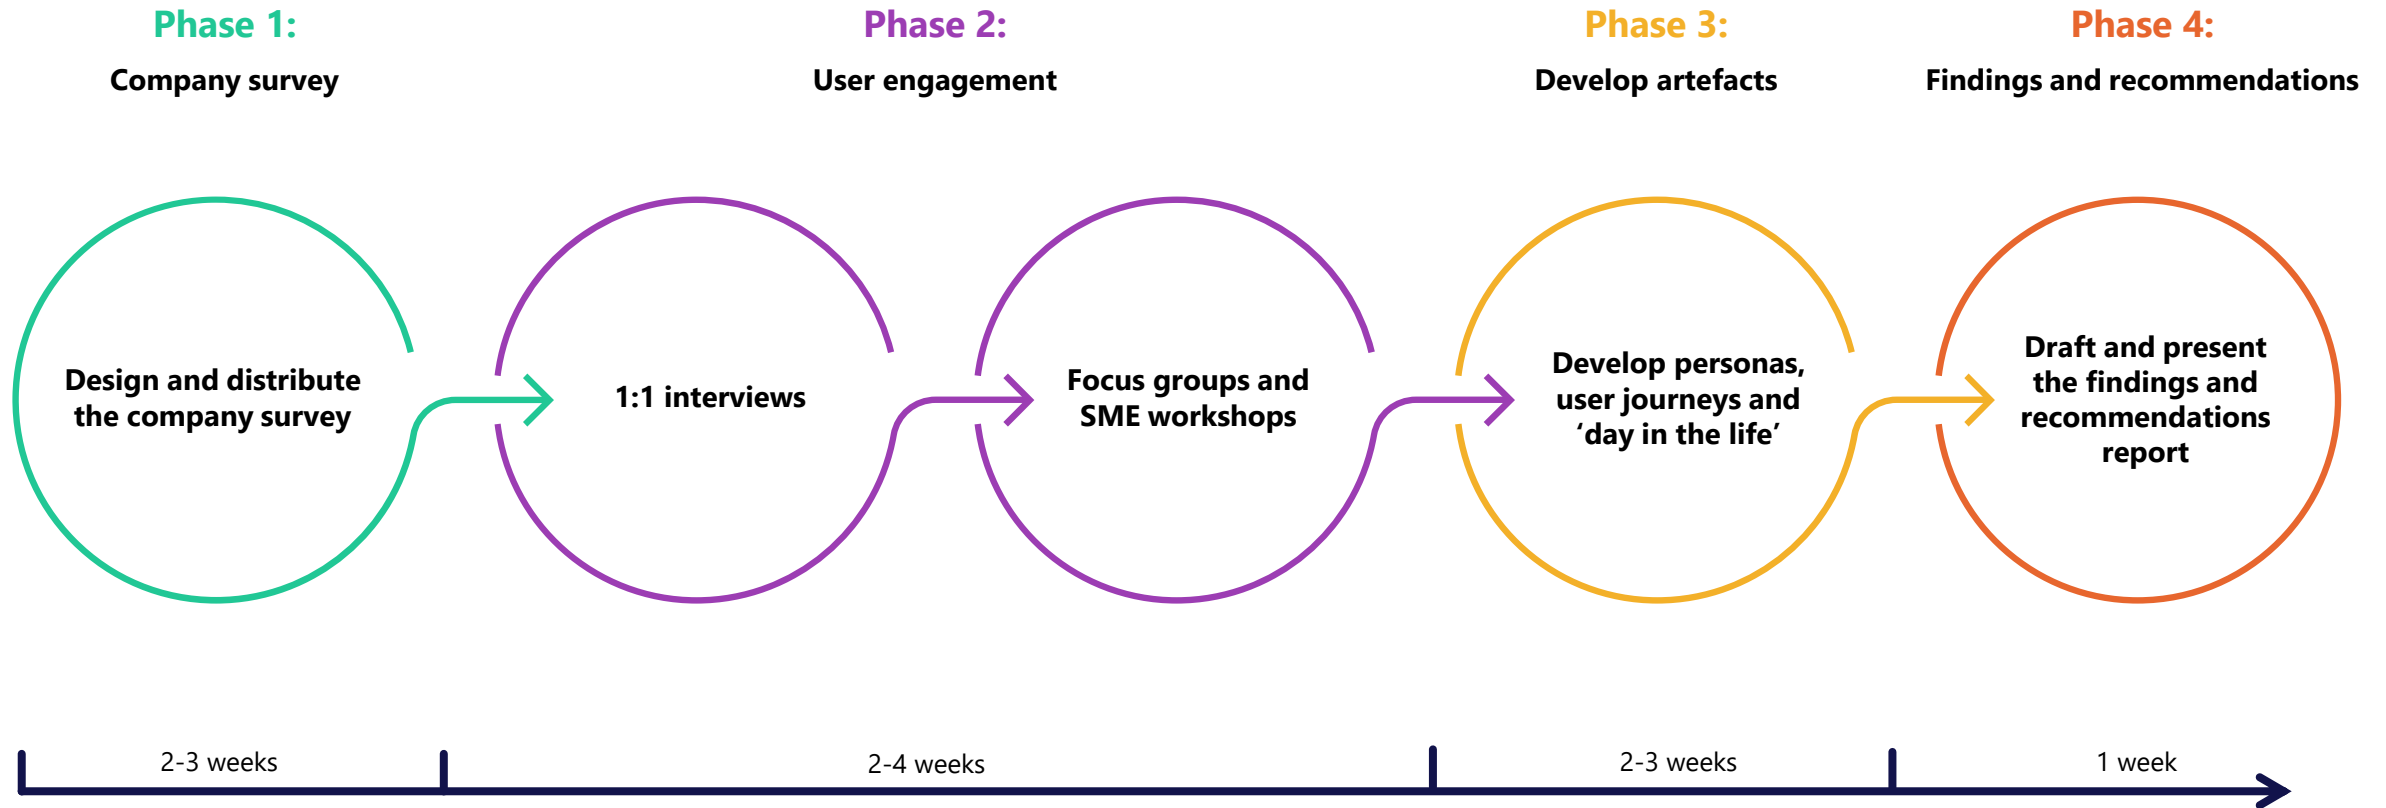 Phase 1:
Company survey
Phase 2:
User engagement
Phase 3:
Develop artefacts
Phase 4:
Findings and recommendations
Design and distribute
the company survey
1:1 interviews
Focus groups and
SME workshops
Develop personas,
user journeys and
‘day in the life’
Draft and present
the findings and
recommendations
report
2-3 weeks
2-4 weeks
2-3 weeks
1 week